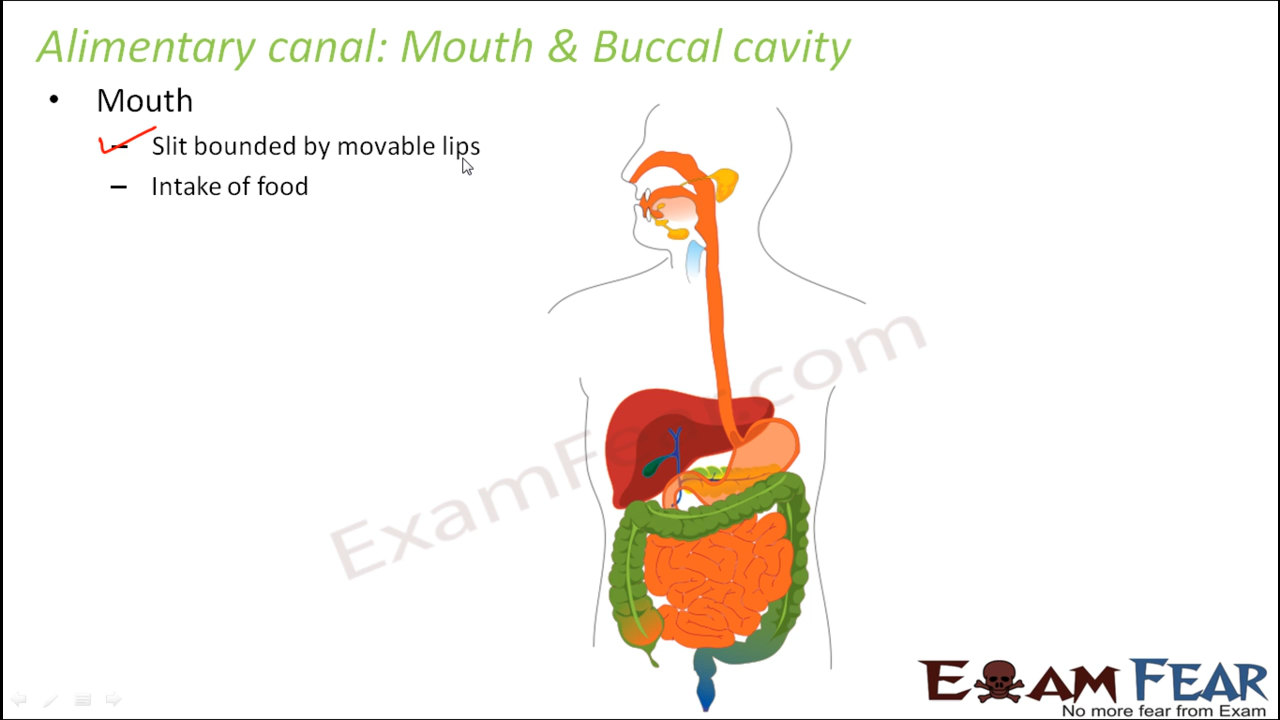 Alimentary canal: Mouth & Buccal cavity
• Mouth
– Slit bounded by movable lips
– Intake of food
ExamFear.com
EXAM FEAR
No more fear from Exam